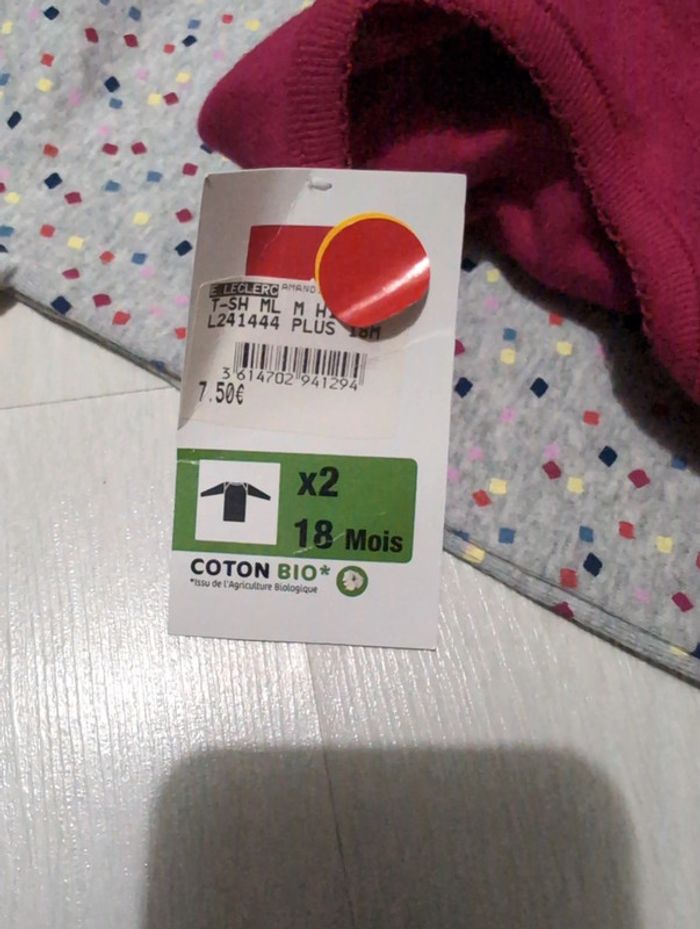 E.LECLERC AMAND
T-SH ML M
L241444 PLUS 18M
3 614702 941294
7.50€
x2
18 Mois
COTON BIO*
*Issu de l'Agriculture Biologique